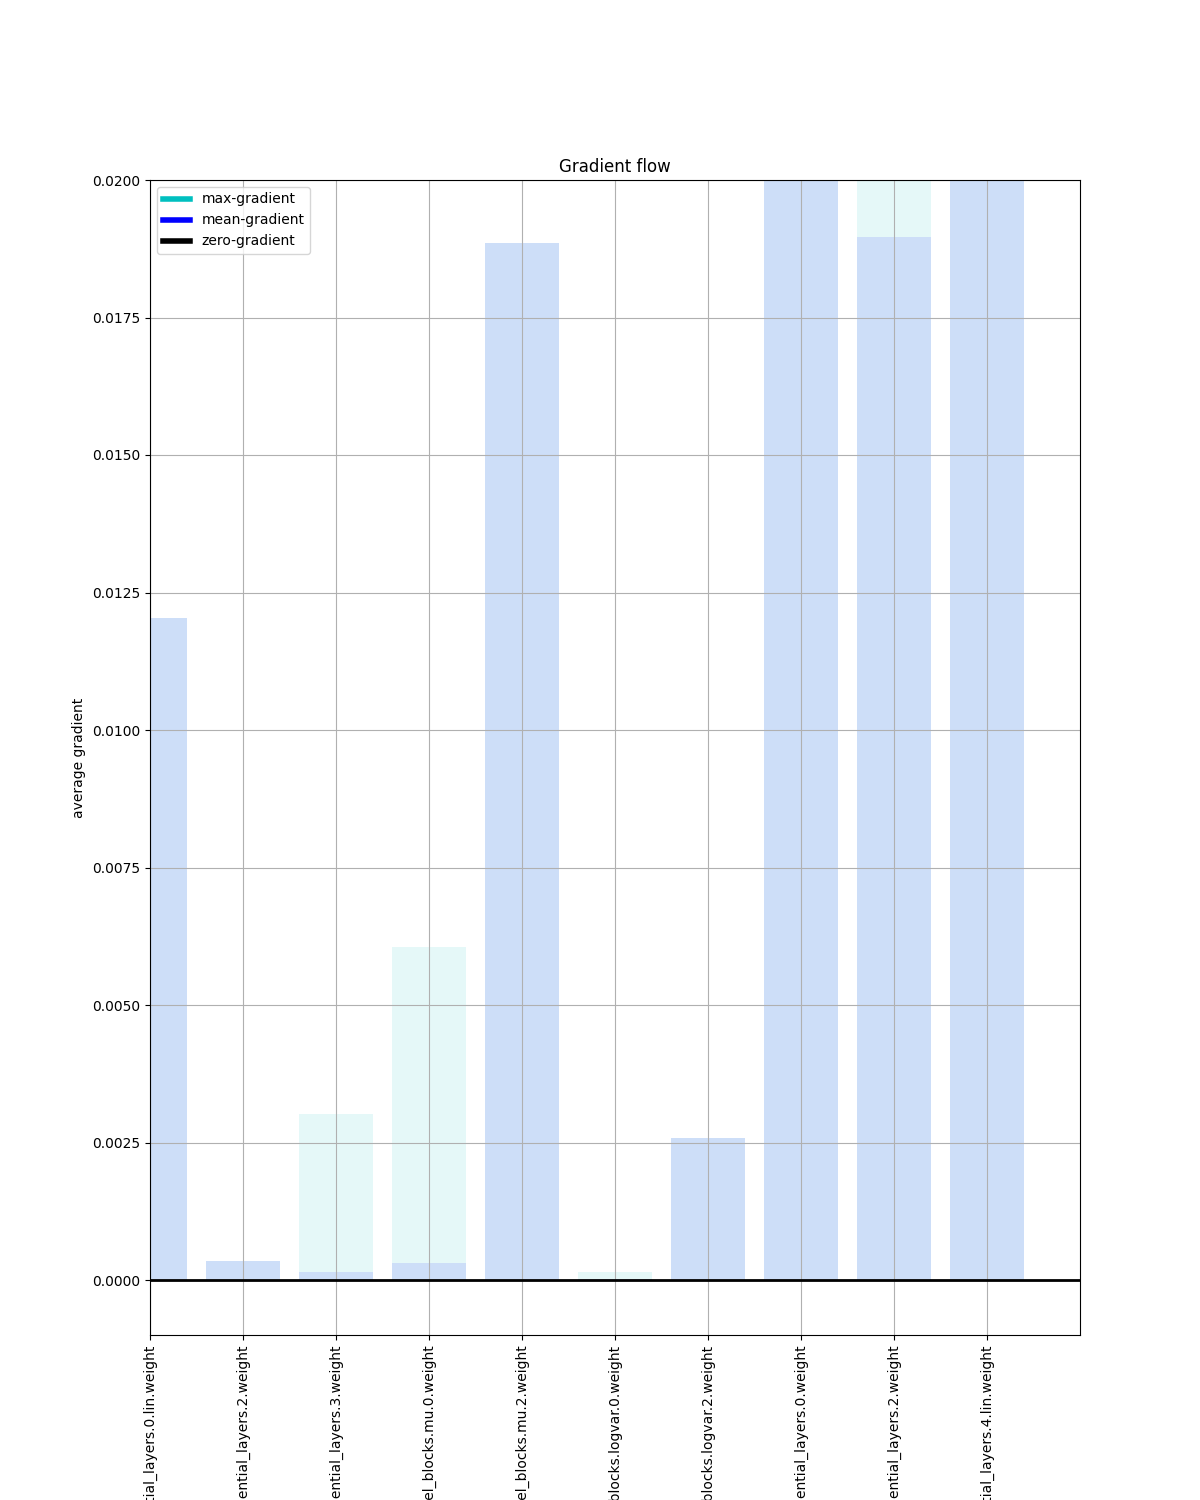 Gradient flow
max-gradient
mean-gradient
zero-gradient
0.0200
0.0175
0.0150
0.0125
0.0100
0.0075
0.0050
0.0025
0.0000
average gradient
tial_layers.0.lin.weight
ential_layers.2.weight
ential_layers.3.weight
el_blocks.mu.0.weight
el_blocks.mu.2.weight
blocks.logvar.0.weight
blocks.logvar.2.weight
ential_layers.0.weight
ential_layers.2.weight
tial_layers.4.lin.weight